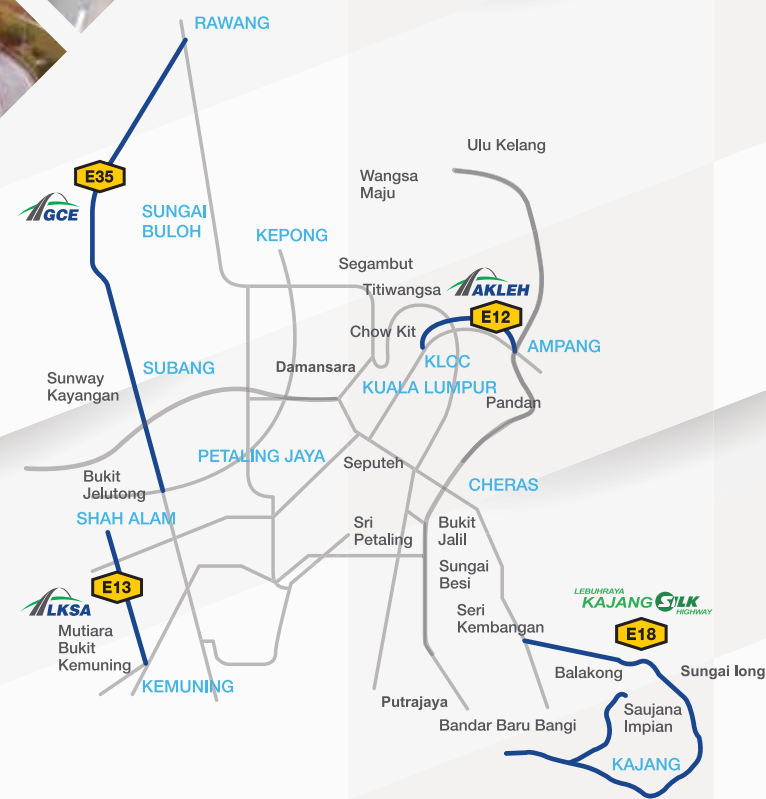 RAWANG
Ulu Kelang
E35
Wangsa
Maju
GCE
SUNGAI
BULOH
KEPONG
Segambut
Titiwangsa
AKLEH
E12
Chow Kit
KLCC
AMPANG
SUBANG
Damansara
Sunway
Kayangan
KUALA LUMPUR
Pandan
PETALING JAYA
Seputeh
Bukit
Jelutong
CHERAS
SHAH ALAM
Sri
Petaling
Bukit
Jalil
Sungai
Besi
E13
LKSA
Seri
Kembangan
LEBUHRAYA
KAJANG SILK
HIGHWAY
E18
Mutiara
Bukit
Kemuning
Balakong
Sungai long
KEMUNING
Putrajaya
Saujana
Impian
Bandar Baru Bangi
KAJANG